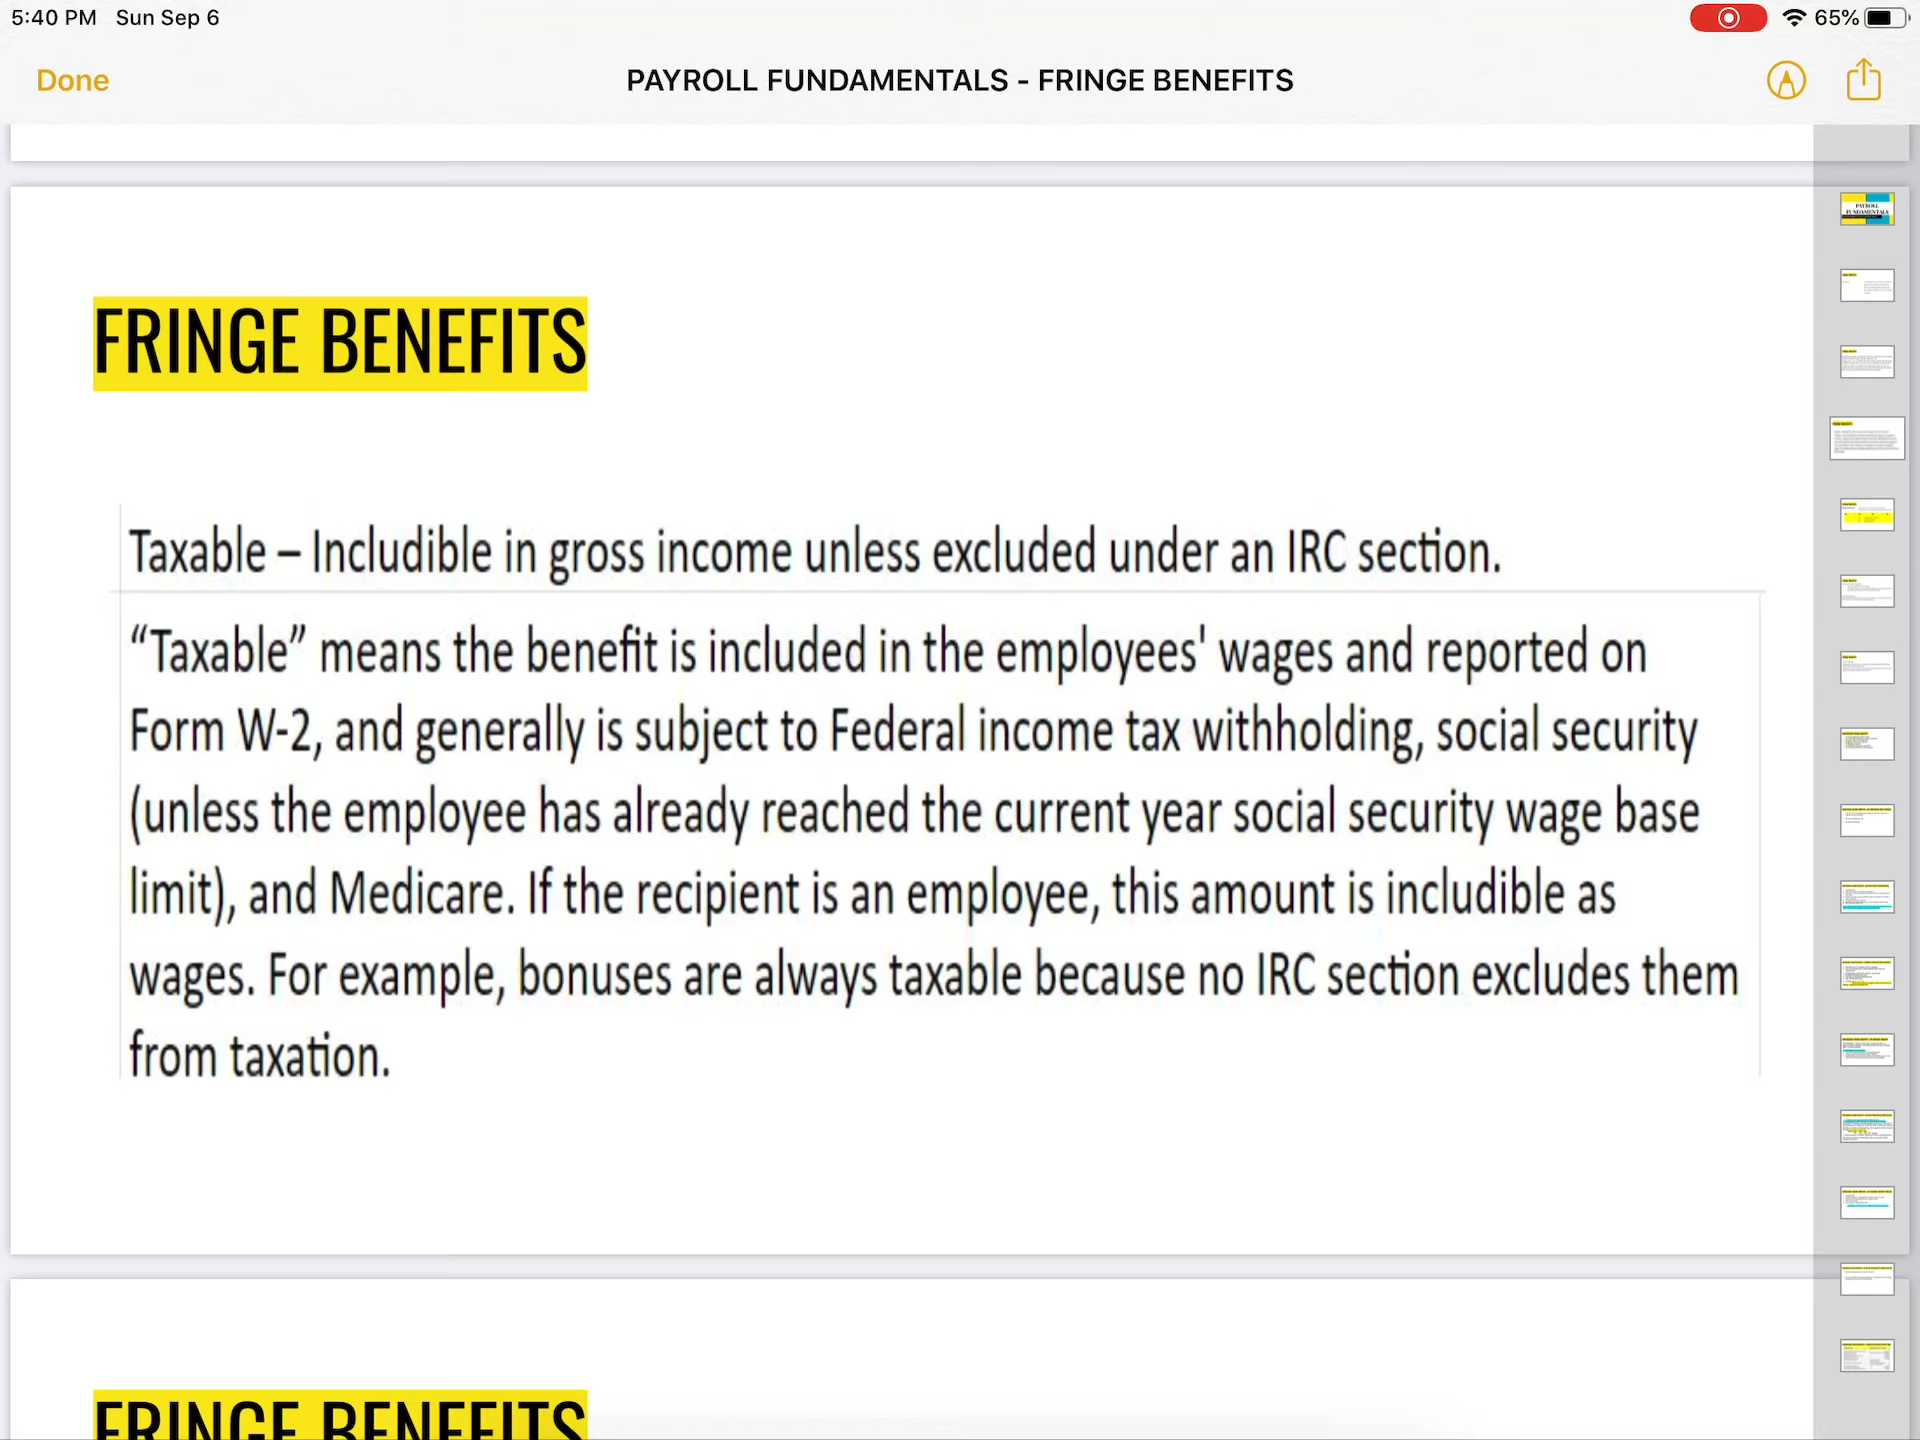 5:40 PM Sun Sep 6
65%
Done
PAYROLL FUNDAMENTALS - FRINGE BENEFITS
PAYROLL
FUNDAMENTALS
FRINGE BENEFITS
Taxable – Includible in gross income unless excluded under an IRC section.
“Taxable” means the benefit is included in the employees' wages and reported on
Form W-2, and generally is subject to Federal income tax withholding, social security
(unless the employee has already reached the current year social security wage base
limit), and Medicare. If the recipient is an employee, this amount is includible as
wages. For example, bonuses are always taxable because no IRC section excludes them
from taxation.
FRINGE BENEFITS